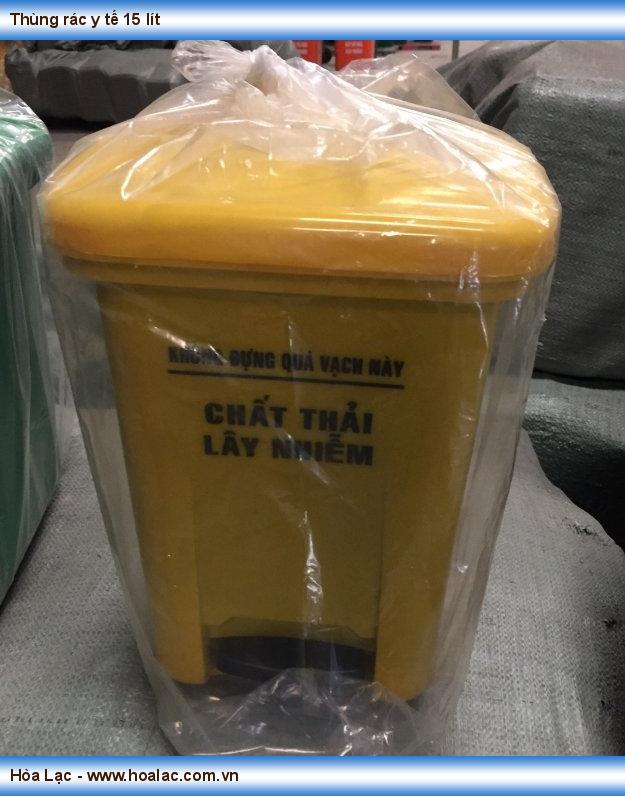 Thùng rác y tế 15 lít
KHÔNG ĐỰNG QUÁ VẠCH NÀY
CHẤT THẢI
LÂY NHIỄM
Hòa Lạc - www.hoalac.com.vn